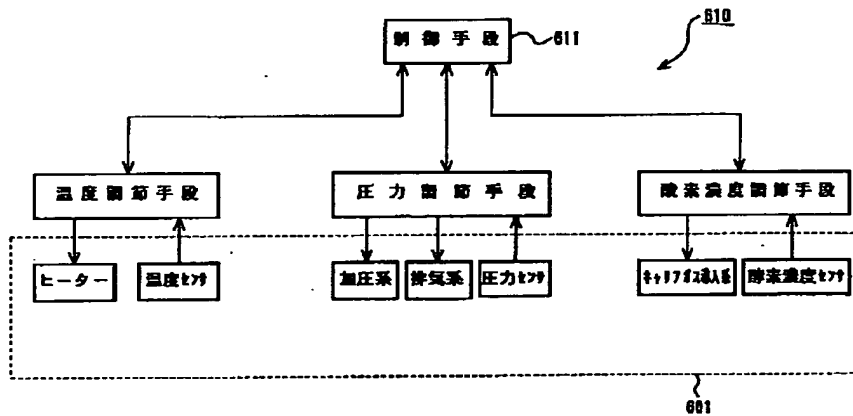 610
制御手段
611
温度調節手段
圧力調節手段
酸素濃度調節手段
ヒーター
温度センサ
加圧系
排気系
圧力センサ
キャリアガス導入系
酸素濃度センサ
601